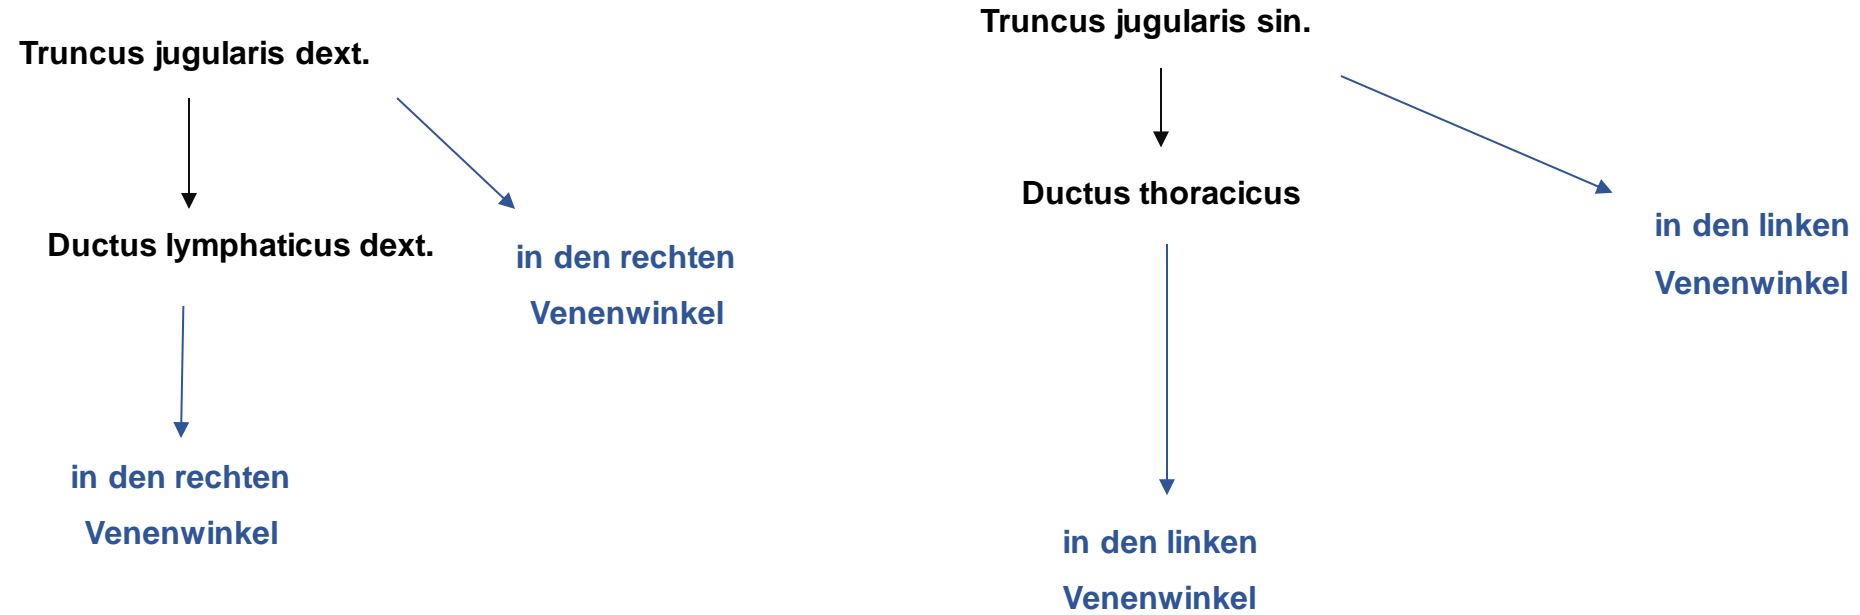 Truncus jugularis dext.
Ductus lymphaticus dext.
in den rechten
Venenwinkel
in den rechten
Venenwinkel
Truncus jugularis sin.
Ductus thoracicus
in den linken
Venenwinkel
in den linken
Venenwinkel